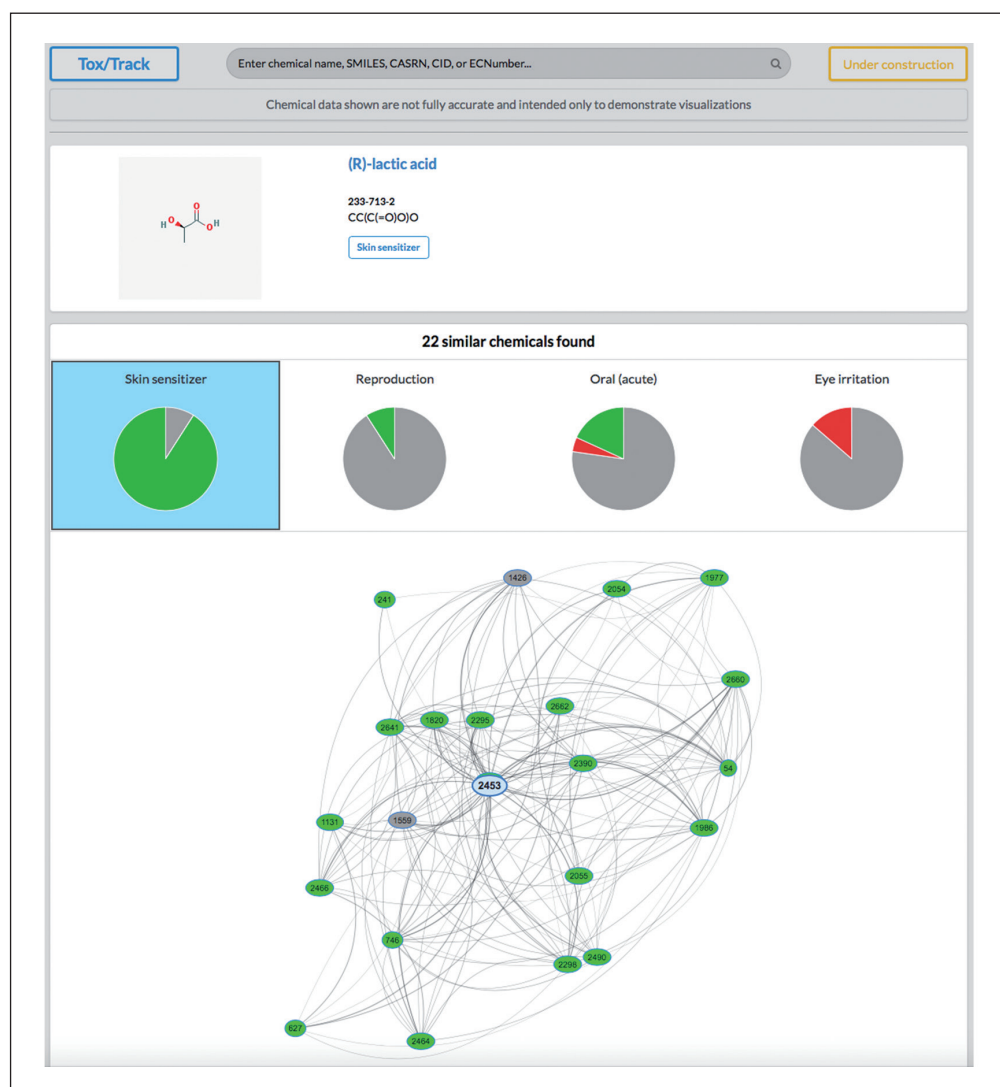 Tox/Track
Enter chemical name, SMILES, CASRN, CID, or ECNumber...
Under construction
Chemical data shown are not fully accurate and intended only to demonstrate visualizations
(R)-lactic acid
233-713-2
CC(C(=O)O)O
Skin sensitizer
H O O O H
22 similar chemicals found
Skin sensitizer
Reproduction
Oral (acute)
Eye irritation
1426
1977
2054
241
2660
2662
1820
2295
2641
2390
54
2453
1131
1559
1986
2055
2466
746
2490
2298
627
2464